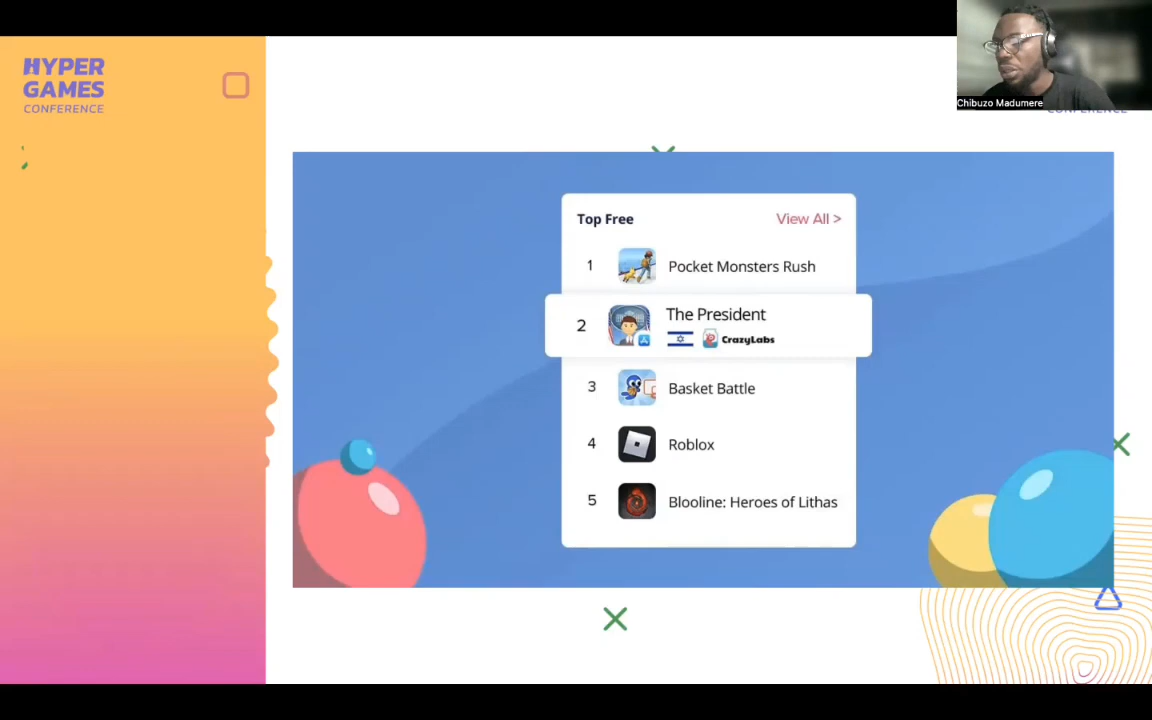 HYPER
GAMES
CONFERENCE
Chibuzo Madumere
CONFERENCE
Top Free
View All >
1
Pocket Monsters Rush
2
The President
CrazyLabs
3
Basket Battle
4
Roblox
5
Blooline: Heroes of Lithas